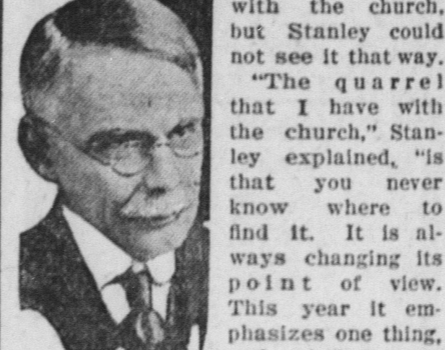 with the church,
but Stanley could
not see it that way.
"The quarrel
that I have with
the church," Stan-
ley explained, "is
that you never
know where to
find it. It is al-
ways changing its
point of view.
This year it em-
phasizes one thing,